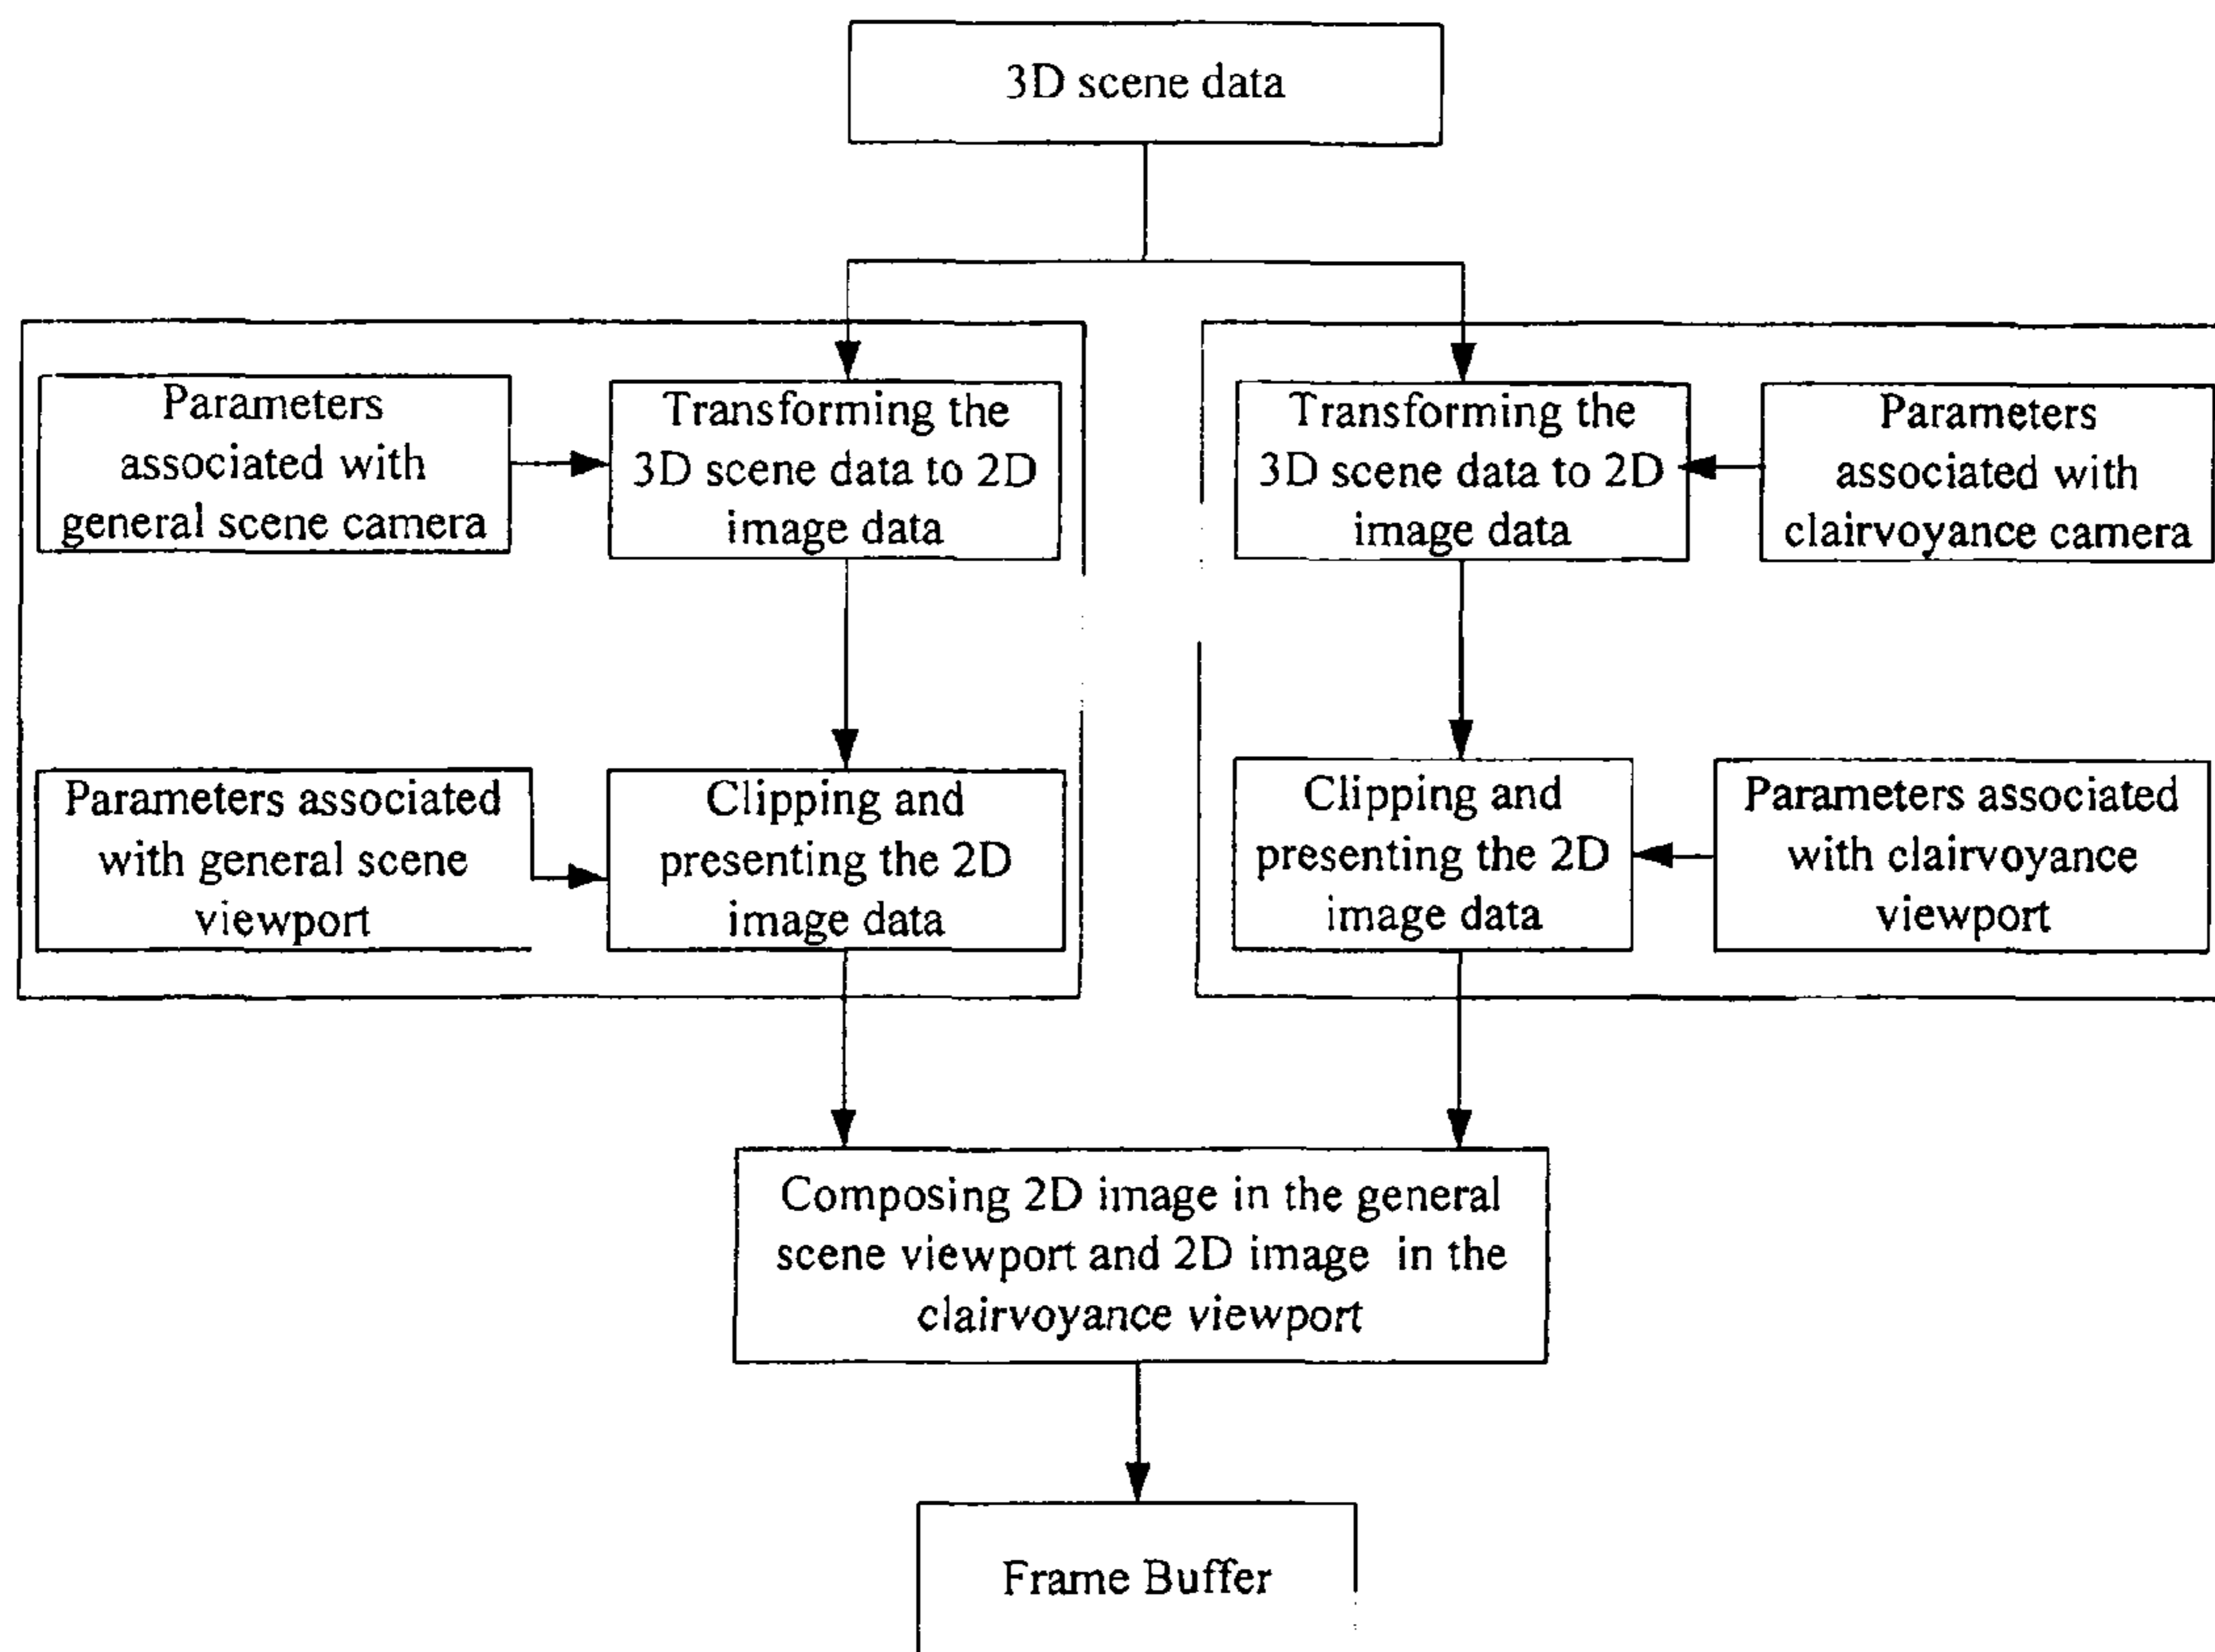 3D scene data
Parameters
associated with
general scene camera
Transforming the
3D scene data to 2D
image data
Transforming the
3D scene data to 2D
image data
Parameters
associated with
clairvoyance camera
Parameters associated
with general scene
viewport
Clipping and
presenting the 2D
image data
Clipping and
presenting the 2D
image data
Parameters associated
with clairvoyance
viewport
Composing 2D image in the general
scene viewport and 2D image in the
clairvoyance viewport
Frame Buffer